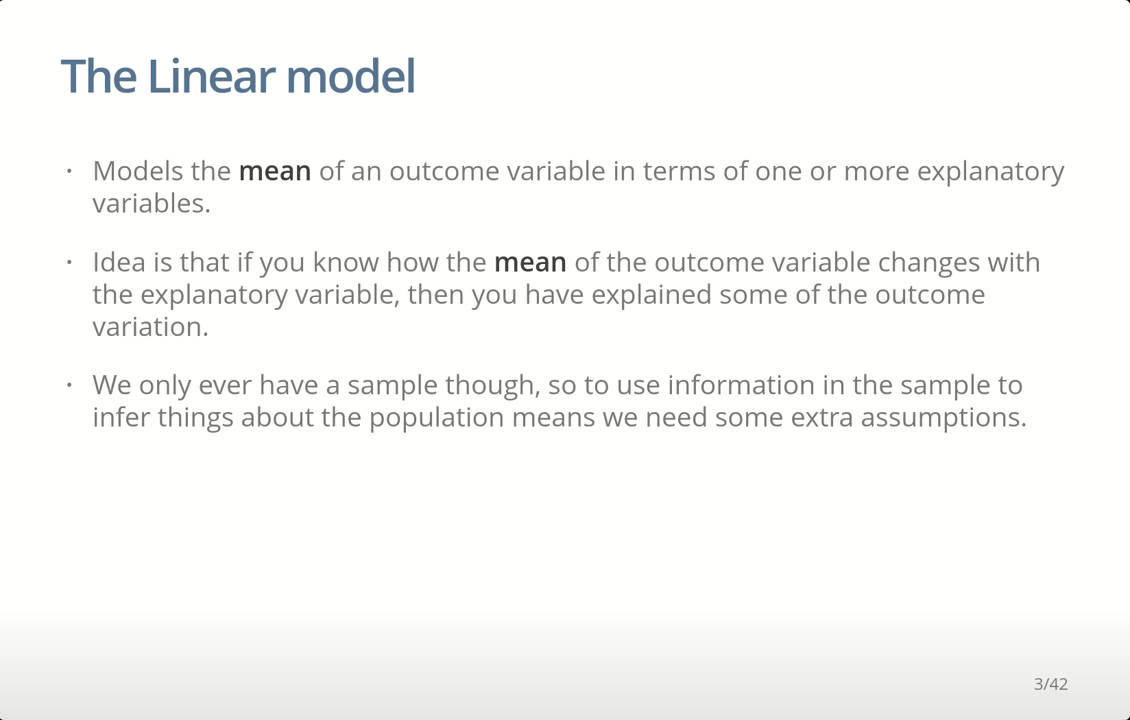 The Linear model
· Models the mean of an outcome variable in terms of one or more explanatory
variables.
· Idea is that if you know how the mean of the outcome variable changes with
the explanatory variable, then you have explained some of the outcome
variation.
· We only ever have a sample though, so to use information in the sample to
infer things about the population means we need some extra assumptions.
3/42